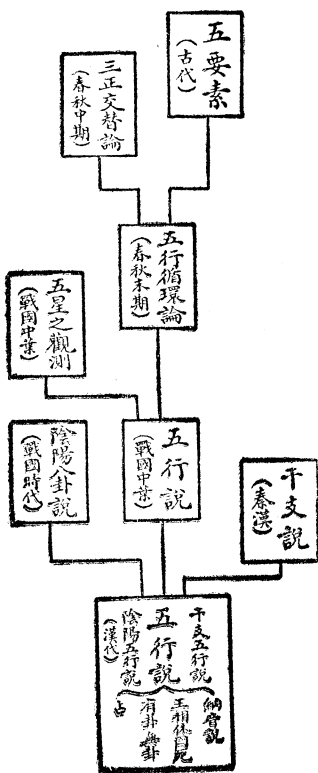 五要素
(古代)
三正交替論
(春秋中期)
五行循環論
(春秋末期)
五星之觀測
(戰國中葉)
五行說
(戰國中葉)
陰陽八卦說
(戰國時代)
干支說
(秦漢)
干支五行說
五行說
陰陽五行說
(漢代)
納音說
王相休囚死
有卦無卦
占